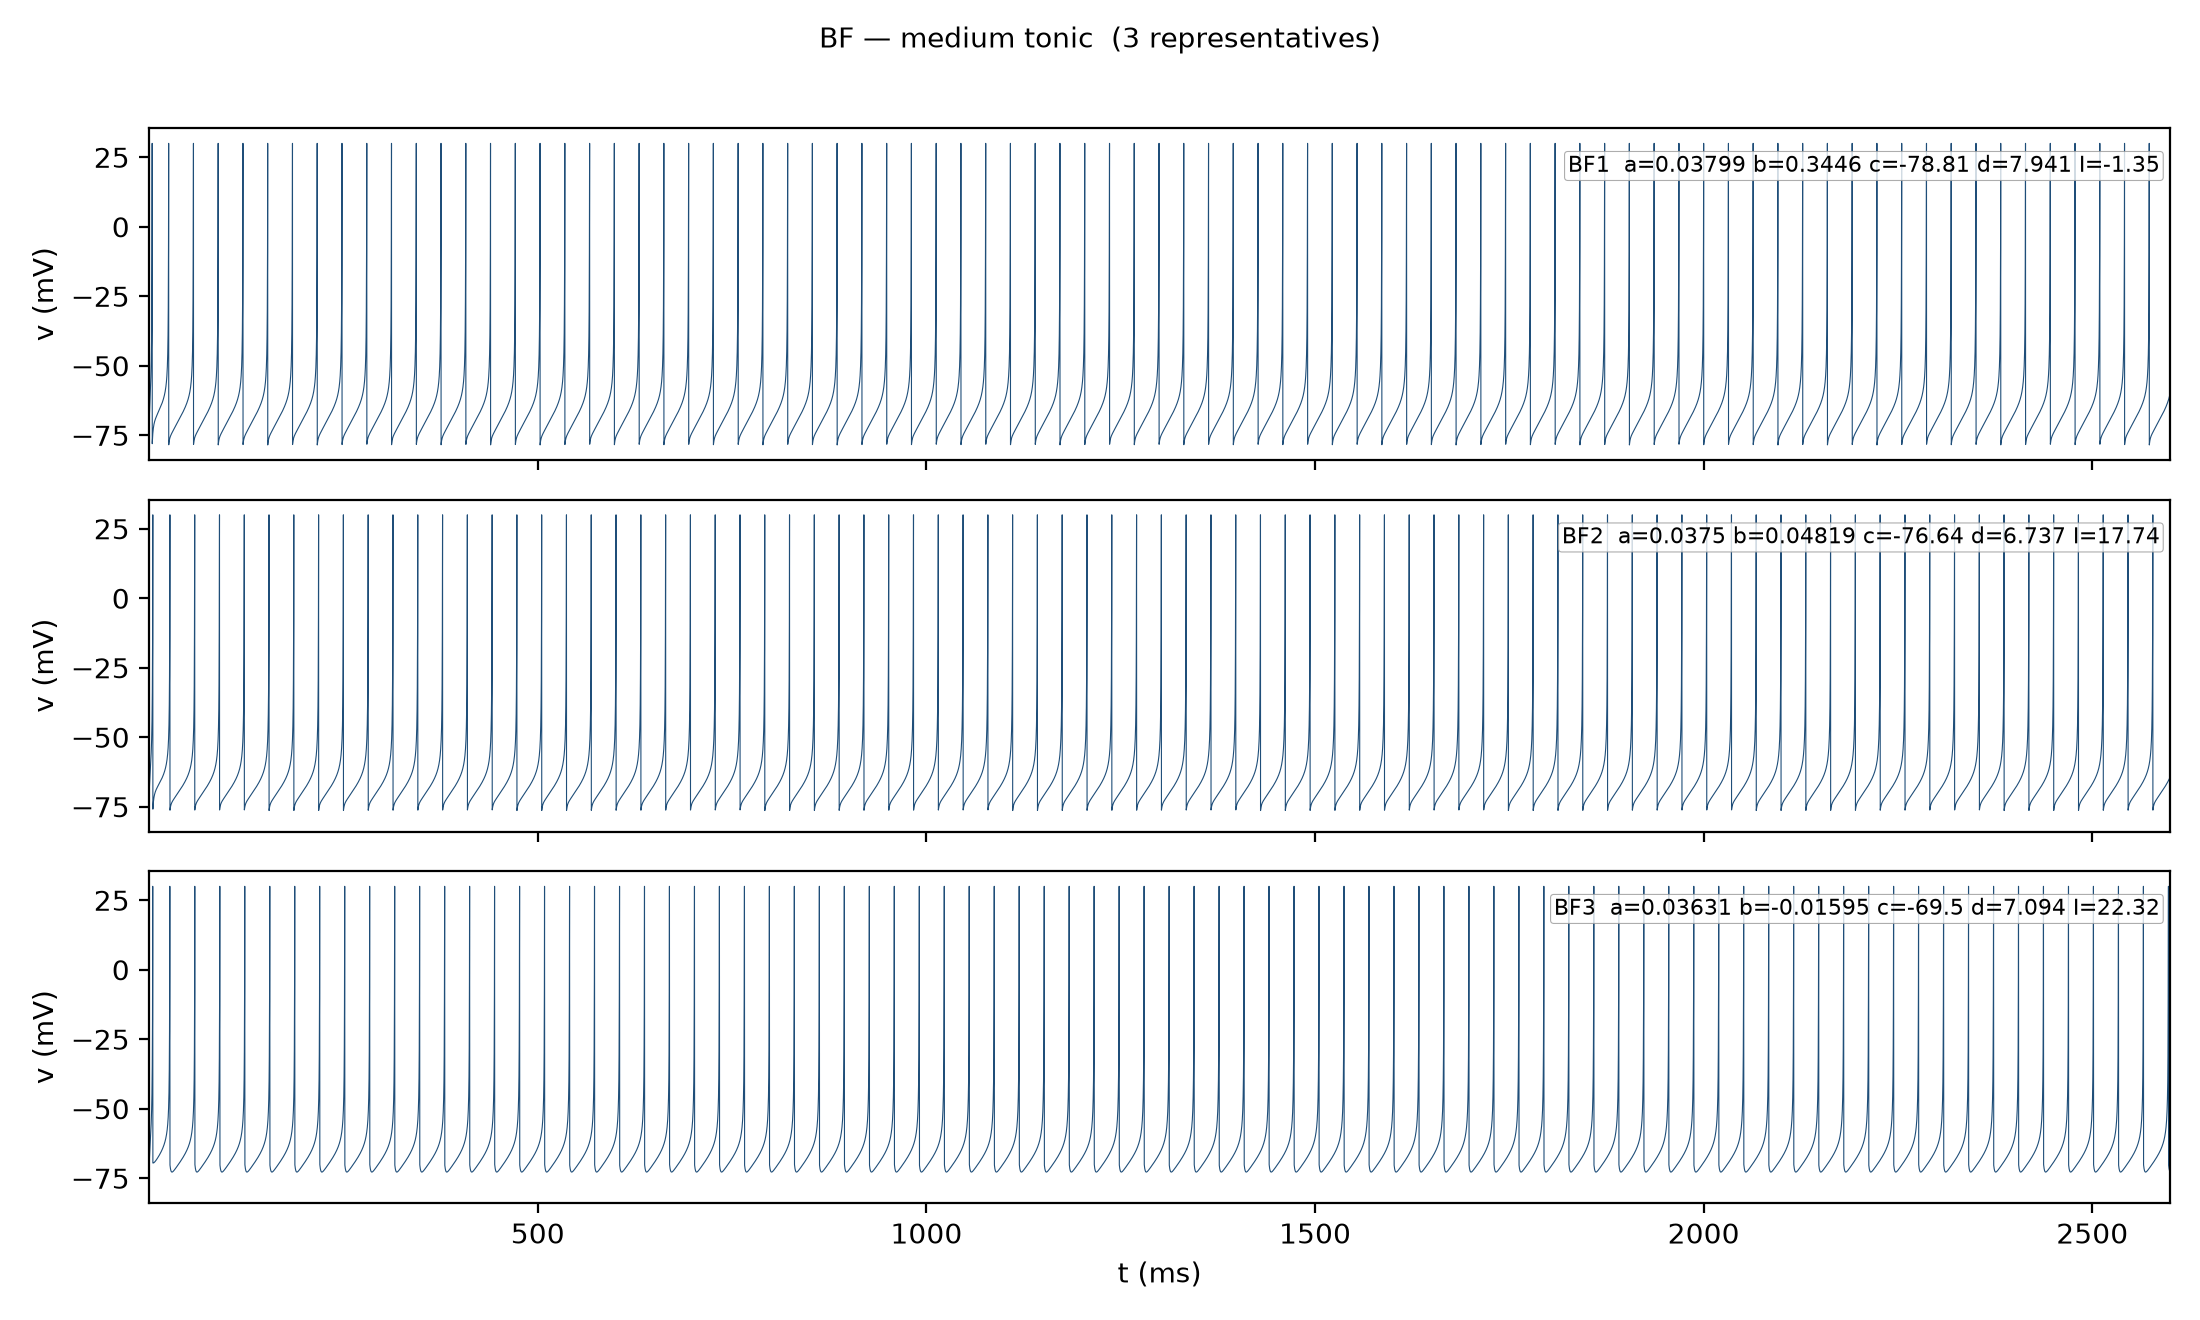 BF — medium tonic  (3 representatives)
25
0
−25
−50
−75
v (mV)
BF1  a=0.03799 b=0.3446 c=-78.81 d=7.941 I=-1.35
25
0
−25
−50
−75
v (mV)
BF2  a=0.0375 b=0.04819 c=-76.64 d=6.737 I=17.74
25
0
−25
−50
−75
v (mV)
BF3  a=0.03631 b=-0.01595 c=-69.5 d=7.094 I=22.32
500 1000 1500 2000 2500
t (ms)